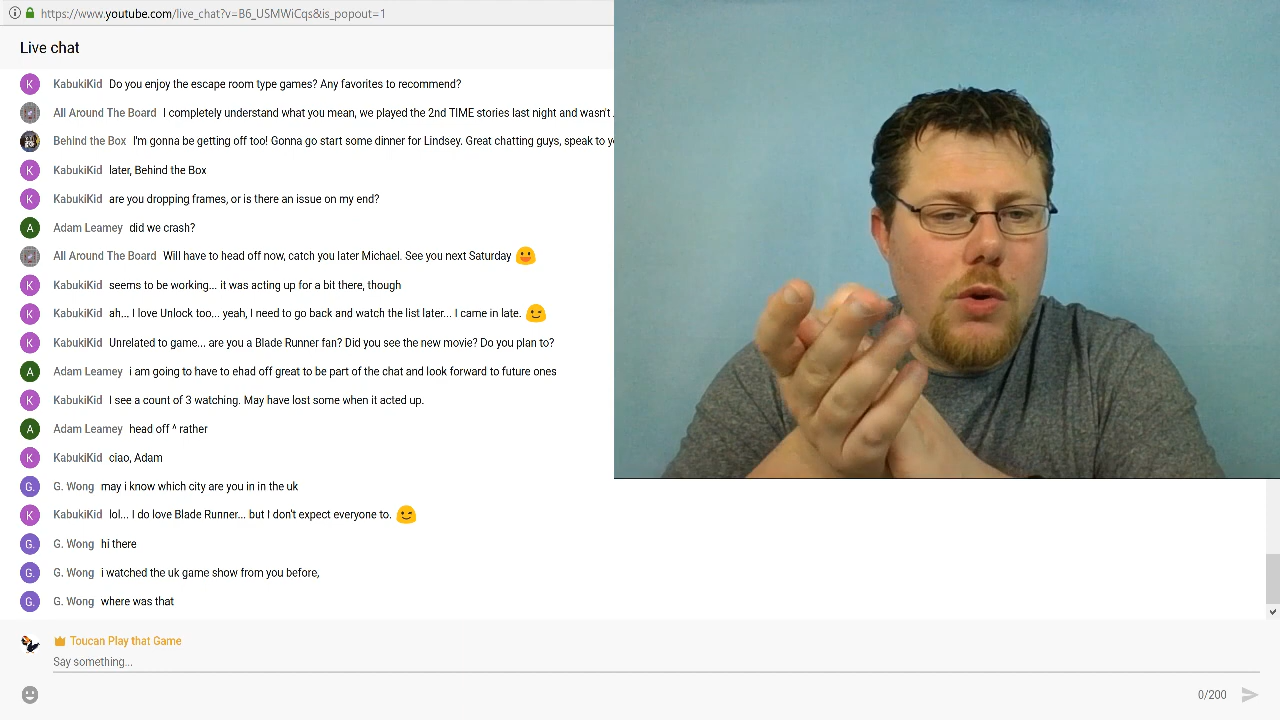 https://www.youtube.com/live_chat?v=B6_USMWiCqs&is_popout=1
Live chat
K KabukiKid Do you enjoy the escape room type games? Any favorites to recommend?
All Around The Board I completely understand what you mean, we played the 2nd TIME stories last night and wasn't
Behind the Box I'm gonna be getting off too! Gonna go start some dinner for Lindsey. Great chatting guys, speak to
K KabukiKid later, Behind the Box
K KabukiKid are you dropping frames, or is there an issue on my end?
A Adam Leamey did we crash?
All Around The Board Will have to head off now, catch you later Michael. See you next Saturday
K KabukiKid seems to be working... it was acting up for a bit there, though
K KabukiKid ah... I love Unlock too... yeah, I need to go back and watch the list later... I came in late.
K KabukiKid Unrelated to game... are you a Blade Runner fan? Did you see the new movie? Do you plan to?
A Adam Leamey i am going to have to ehad off great to be part of the chat and look forward to future ones
K KabukiKid I see a count of 3 watching. May have lost some when it acted up.
A Adam Leamey head off ^ rather
K KabukiKid ciao, Adam
G. G. Wong may i know which city are you in in the uk
K KabukiKid lol... I do love Blade Runner... but I don't expect everyone to.
G. G. Wong hi there
G. G. Wong i watched the uk game show from you before,
G. G. Wong where was that
Toucan Play that Game
Say something...
0/200